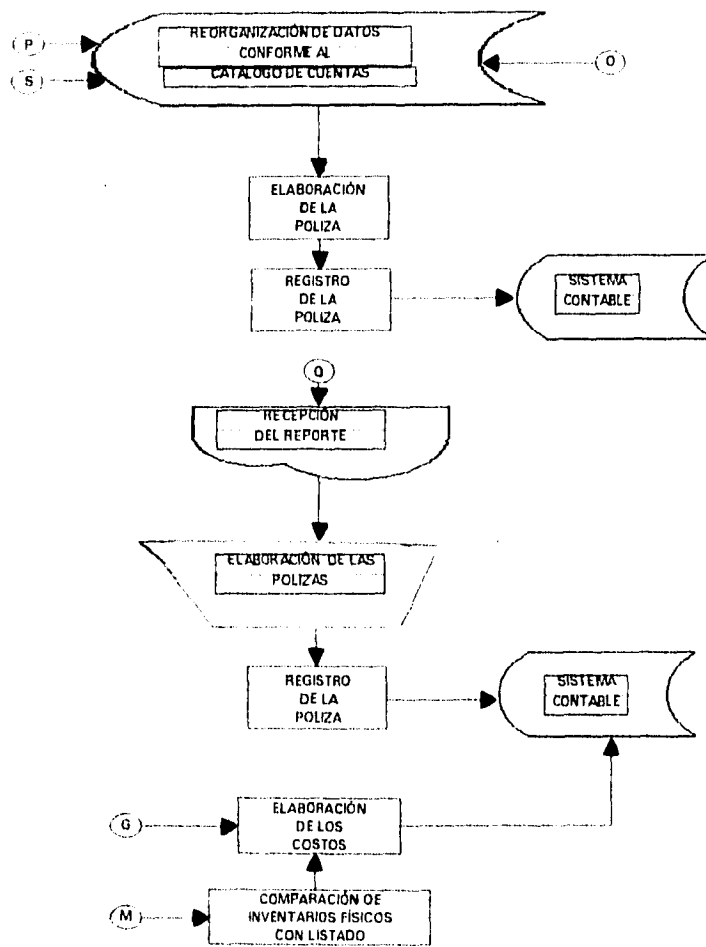 REORGANIZACIÓN DE DATOS
CONFORME AL
CATÁLOGO DE CUENTAS
P
S
O
ELABORACIÓN
DE LA
POLIZA
REGISTRO
DE LA
POLIZA
SISTEMA
CONTABLE
Q
RECEPCIÓN
DEL REPORTE
ELABORACIÓN DE LAS
POLIZAS
REGISTRO
DE LA
POLIZA
SISTEMA
CONTABLE
G
ELABORACIÓN
DE LOS
COSTOS
M
COMPARACIÓN DE
INVENTARIOS FÍSICOS
CON LISTADO